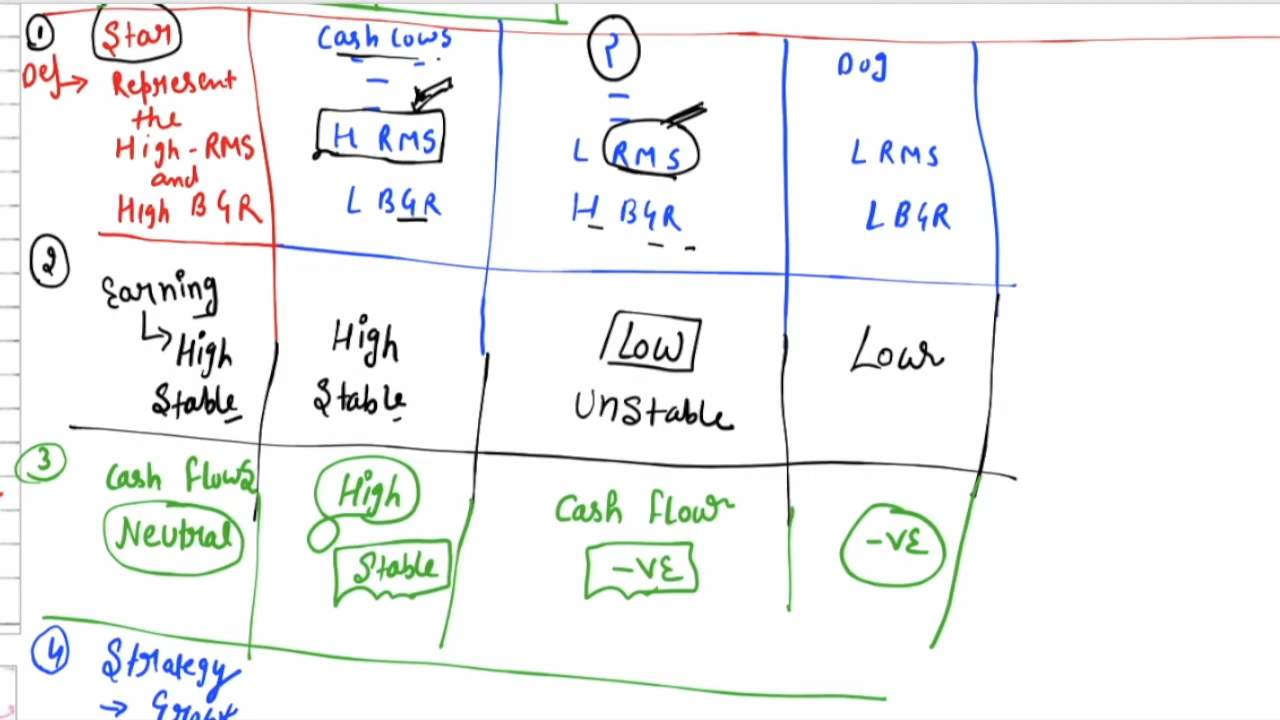 ① Star
Def → Represent
the
High-RMS
and
High BGR
Cash Cows
H RMS
L BGR
?
L RMS
H BGR
Dog
L RMS
L BGR
② Earning
↳ High
Stable
High
Stable
Low
Unstable
Low
③ Cash flows
Neutral
High
Stable
Cash flow
-VE
-VE
④ Strategy
→